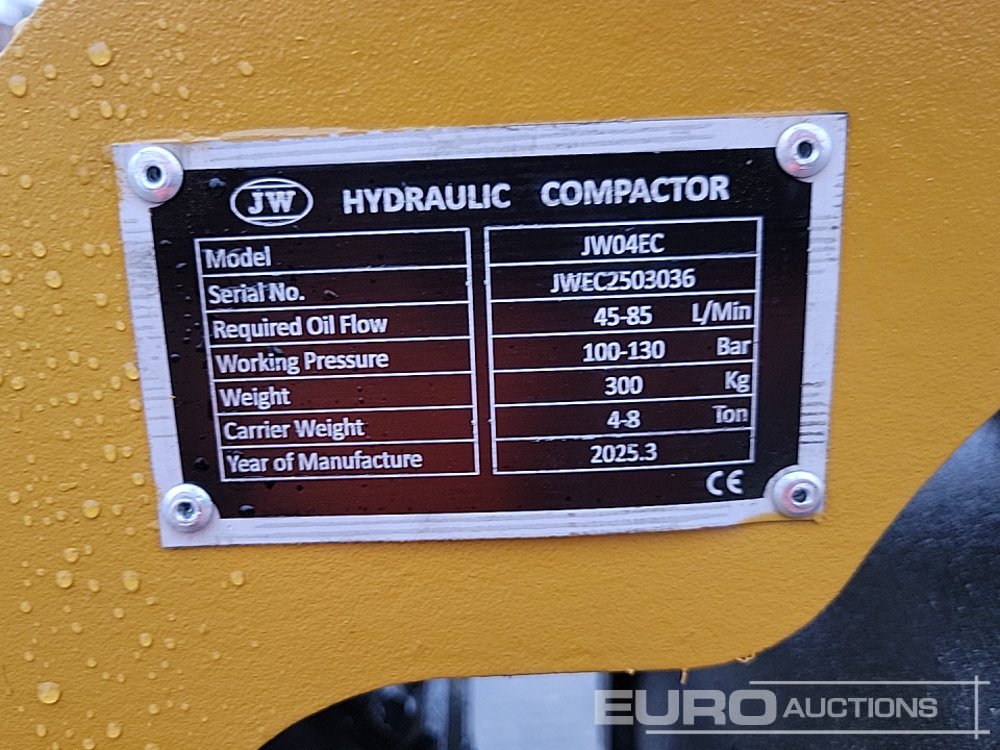 JW HYDRAULIC COMPACTOR
Model JW04EC
Serial No. JWEC2503036
Required Oil Flow 45-85 L/Min
Working Pressure 100-130 Bar
Weight 300 Kg
Carrier Weight 4-8 Ton
Year of Manufacture 2025.3
CE
EURO AUCTIONS